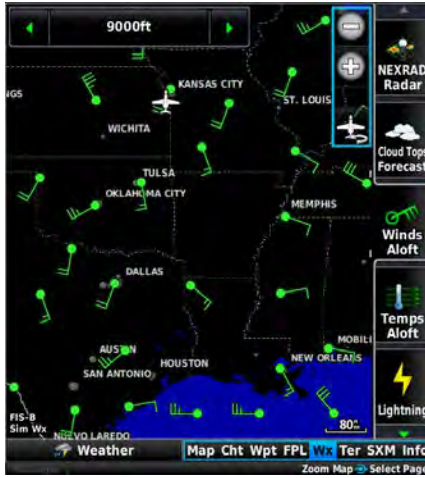 9000ft
NEXRAD
Radar
KANSAS CITY
ST. LOUIS
NGS
WICHITA
Cloud Tops
Forecast
TULSA
OKLAHOMA CITY
MEMPHIS
Winds
Aloft
DALLAS
Temps
Aloft
MOBIL
AUSTIN
HOUSTON
NEW ORLEANS
SAN ANTONIO
Lightning
80
FIS-B
Sim Wx
NUEVO LAREDO
Weather
Map Cht Wpt FPL Wx Ter SXM Info
Zoom Map Select Page